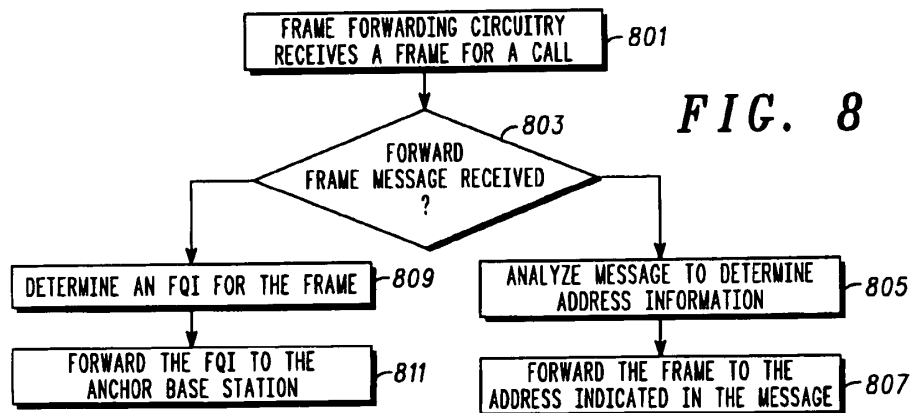 FRAME FORWARDING CIRCUITRY
RECEIVES A FRAME FOR A CALL
801
FIG. 8
803
FORWARD
FRAME MESSAGE RECEIVED
?
DETERMINE AN FQI FOR THE FRAME
809
FORWARD THE FQI TO THE
ANCHOR BASE STATION
811
ANALYZE MESSAGE TO DETERMINE
ADDRESS INFORMATION
805
FORWARD THE FRAME TO THE
ADDRESS INDICATED IN THE MESSAGE
807